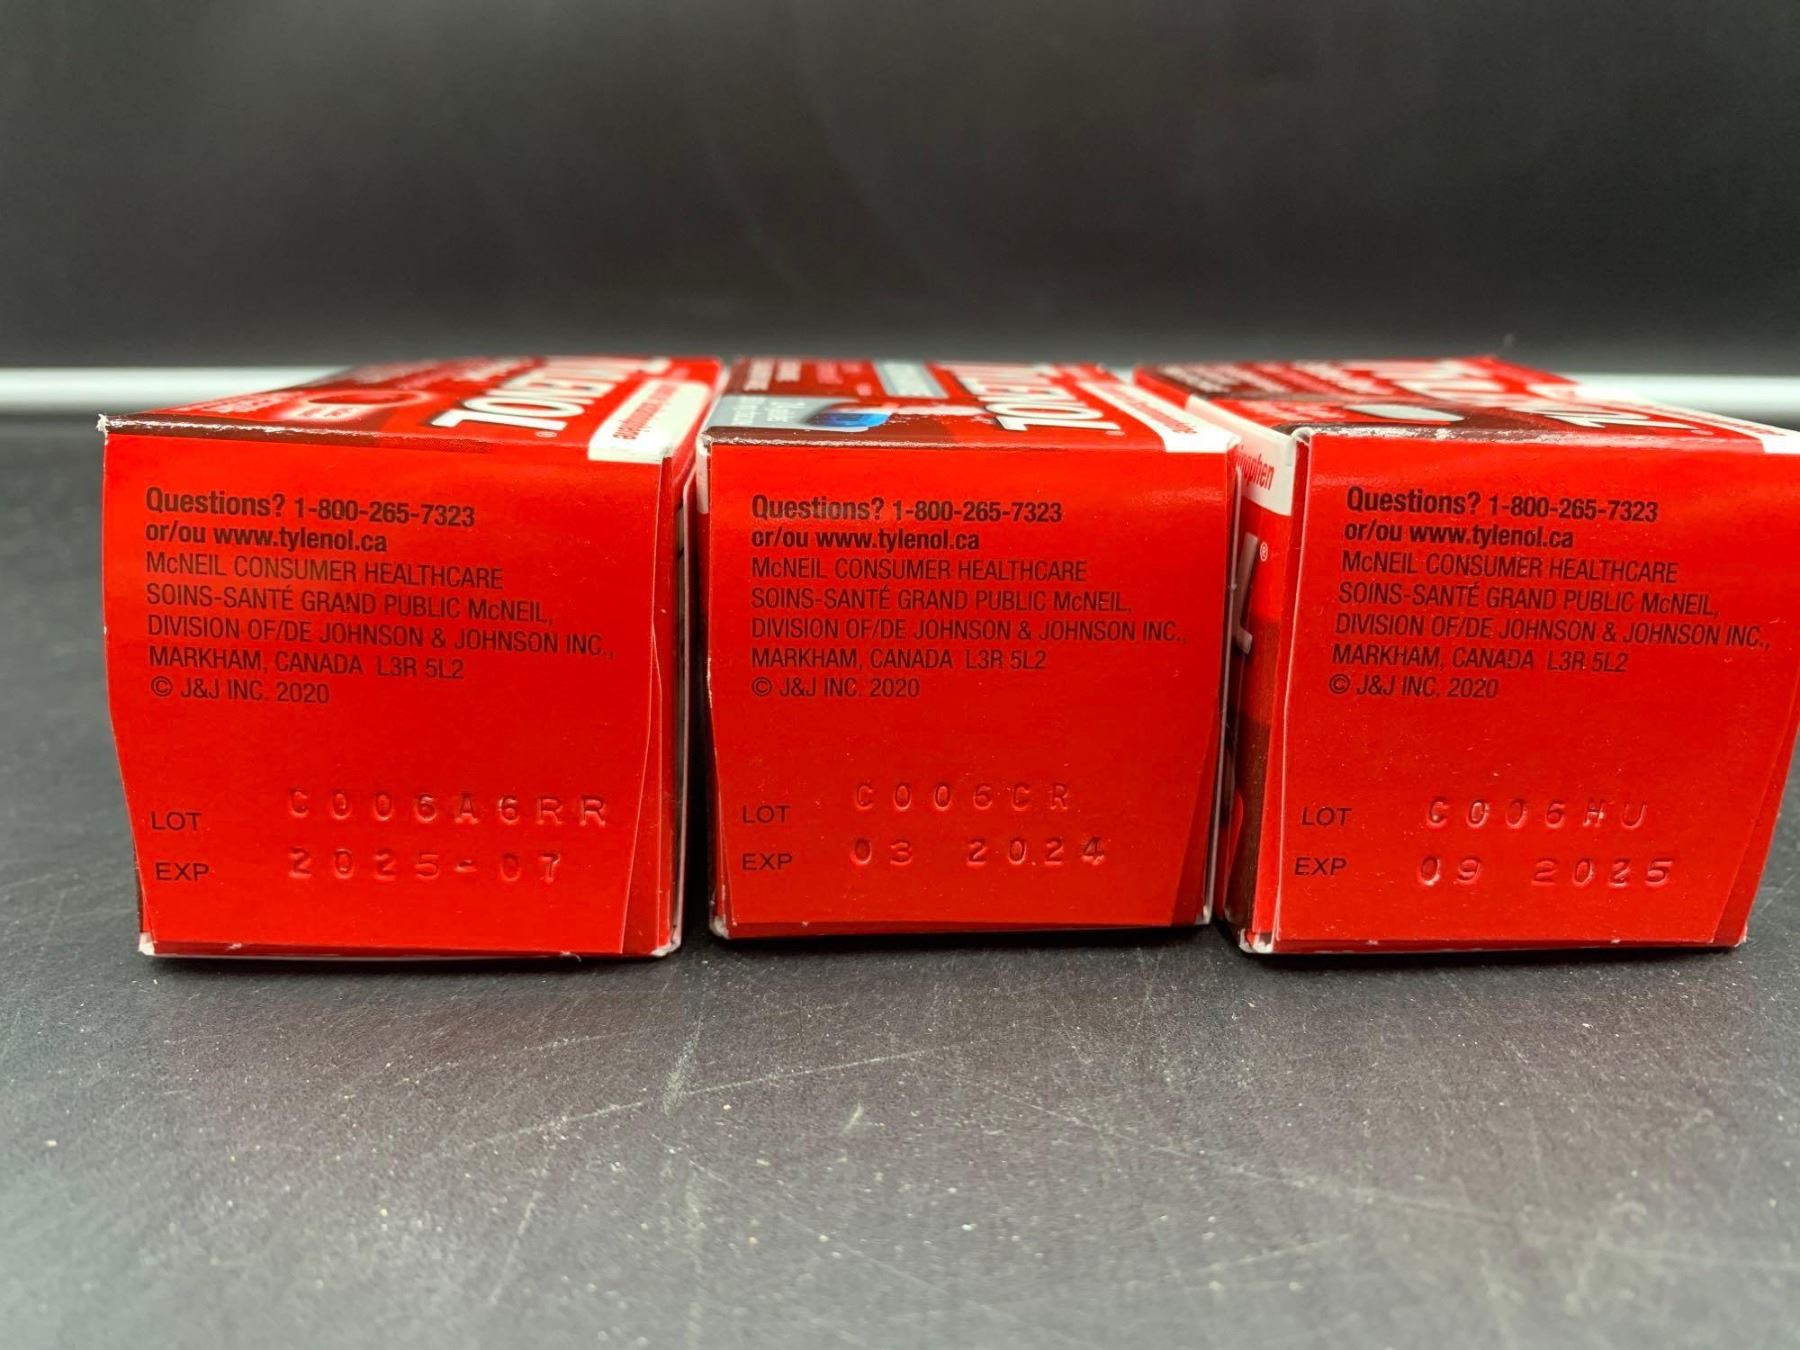 Questions? 1-800-265-7323
or/ou www.tylenol.ca
McNEIL CONSUMER HEALTHCARE
SOINS-SANTÉ GRAND PUBLIC McNEIL,
DIVISION OF/DE JOHNSON & JOHNSON INC.,
MARKHAM, CANADA L3R 5L2
© J&J INC. 2020
LOT C006A6RR
EXP 2025-07
TYLENOL®
Questions? 1-800-265-7323
or/ou www.tylenol.ca
McNEIL CONSUMER HEALTHCARE
SOINS-SANTÉ GRAND PUBLIC McNEIL,
DIVISION OF/DE JOHNSON & JOHNSON INC.,
MARKHAM, CANADA L3R 5L2
© J&J INC. 2020
LOT C006CR
EXP 03 2024
TYLENOL®
Questions? 1-800-265-7323
or/ou www.tylenol.ca
McNEIL CONSUMER HEALTHCARE
SOINS-SANTÉ GRAND PUBLIC McNEIL,
DIVISION OF/DE JOHNSON & JOHNSON INC.,
MARKHAM, CANADA L3R 5L2
© J&J INC. 2020
LOT C006HU
EXP 09 2025